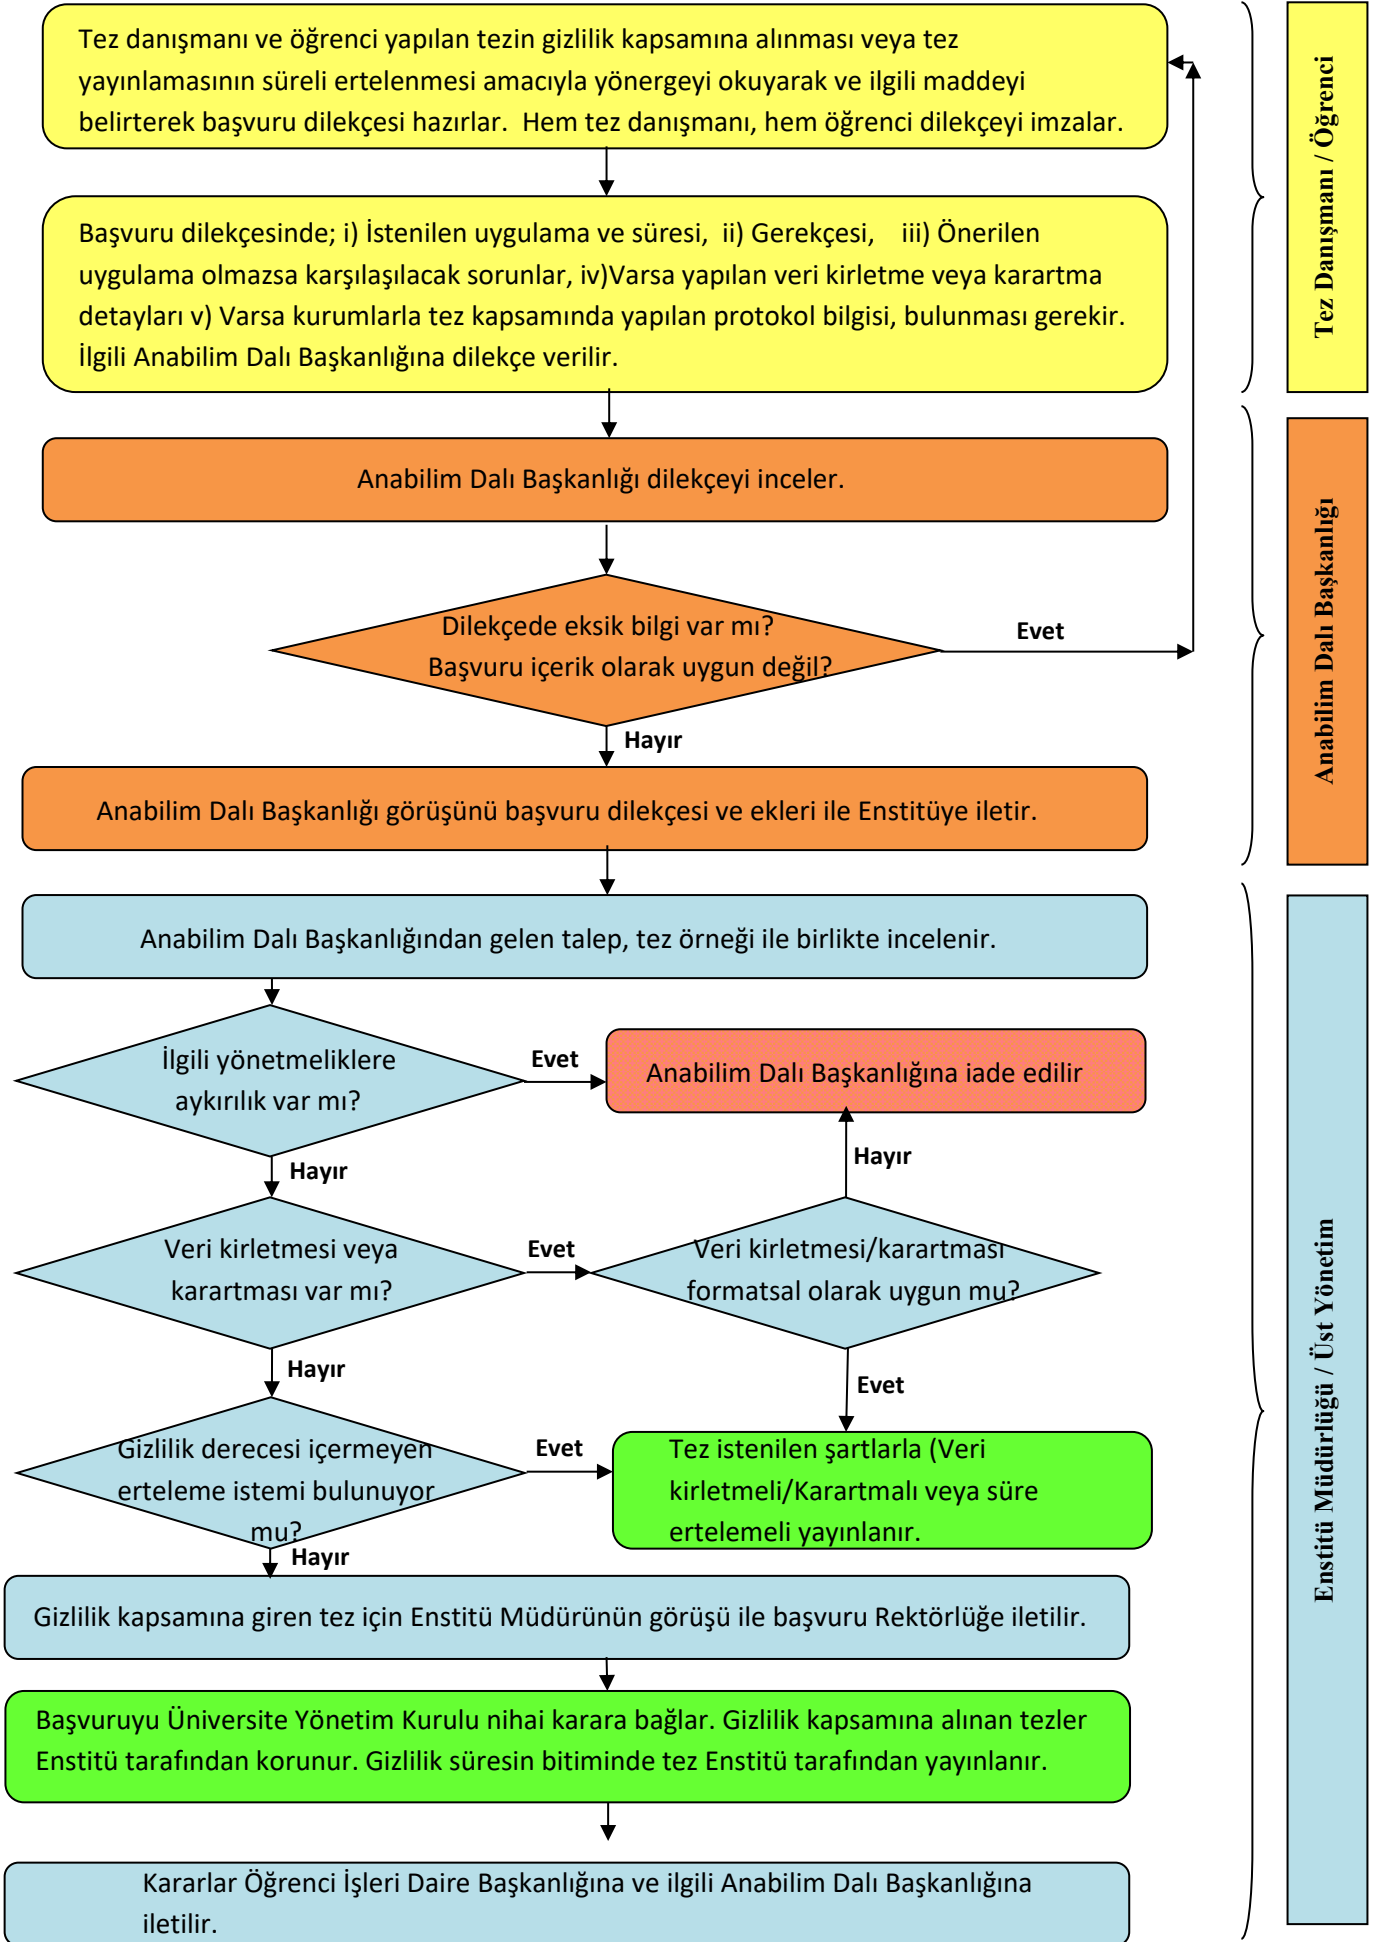 Tez danışmanı ve öğrenci yapılan tezin gizlilik kapsamına alınması veya tez
yayınlamasının süreli ertelenmesi amacıyla yönergeyi okuyarak ve ilgili maddeyi
belirterek başvuru dilekçesi hazırlar.  Hem tez danışmanı, hem öğrenci dilekçeyi imzalar.
Tez Danışmanı / Öğrenci
Başvuru dilekçesinde; i) İstenilen uygulama ve süresi,  ii) Gerekçesi,    iii) Önerilen
uygulama olmazsa karşılaşılacak sorunlar, iv)Varsa yapılan veri kirletme veya karartma
detayları v) Varsa kurumlarla tez kapsamında yapılan protokol bilgisi, bulunması gerekir.
İlgili Anabilim Dalı Başkanlığına dilekçe verilir.
Anabilim Dalı Başkanlığı dilekçeyi inceler.
Anabilim Dalı Başkanlığı
Dilekçede eksik bilgi var mı?
Başvuru içerik olarak uygun değil?
Evet
Hayır
Anabilim Dalı Başkanlığı görüşünü başvuru dilekçesi ve ekleri ile Enstitüye iletir.
Anabilim Dalı Başkanlığından gelen talep, tez örneği ile birlikte incelenir.
Enstitü Müdürlüğü / Üst Yönetim
İlgili yönetmeliklere
aykırılık var mı?
Evet
Anabilim Dalı Başkanlığına iade edilir
Hayır
Hayır
Veri kirletmesi veya
karartması var mı?
Evet
Veri kirletmesi/karartması
formatsal olarak uygun mu?
Hayır
Evet
Gizlilik derecesi içermeyen
erteleme istemi bulunuyor
mu?
Evet
Tez istenilen şartlarla (Veri
kirletmeli/Karartmalı veya süre
ertelemeli yayınlanır.
Hayır
Gizlilik kapsamına giren tez için Enstitü Müdürünün görüşü ile başvuru Rektörlüğe iletilir.
Başvuruyu Üniversite Yönetim Kurulu nihai karara bağlar. Gizlilik kapsamına alınan tezler
Enstitü tarafından korunur. Gizlilik süresin bitiminde tez Enstitü tarafından yayınlanır.
Kararlar Öğrenci İşleri Daire Başkanlığına ve ilgili Anabilim Dalı Başkanlığına
iletilir.